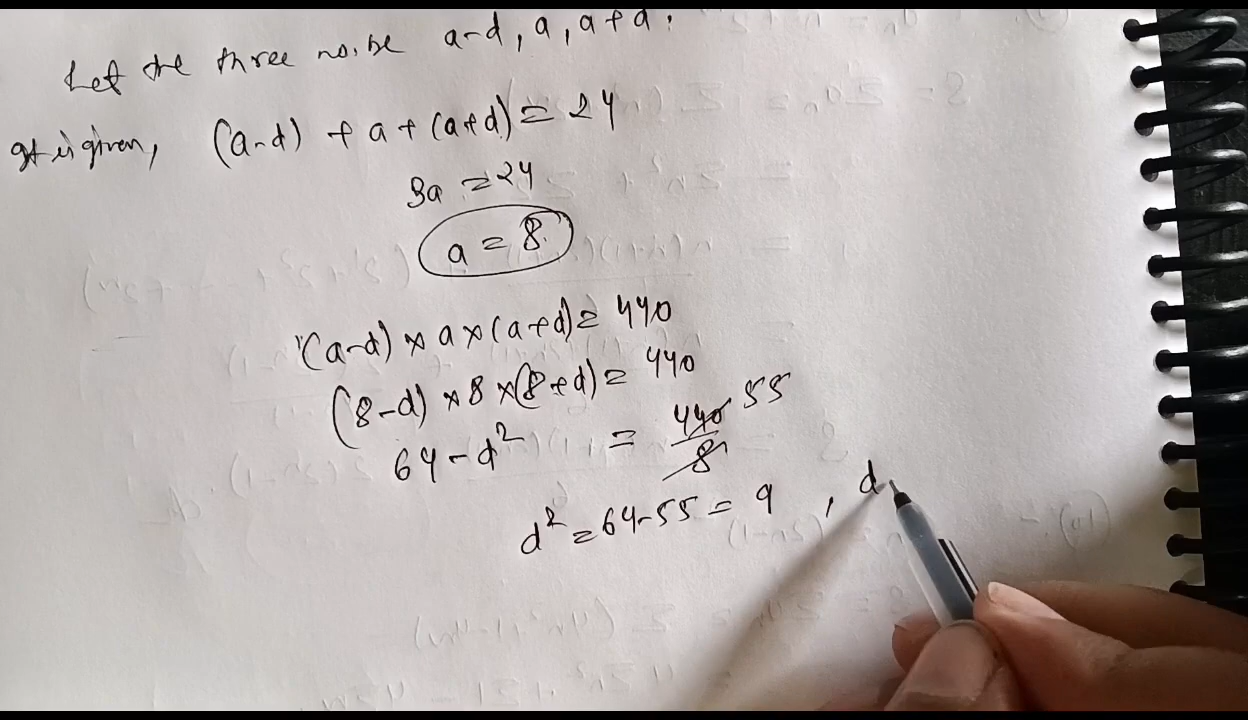 Let the three no. be a-d, a, a+d.
It is given, (a-d) + a + (a+d) = 24
3a = 24
a = 8.
(a-d) × a × (a+d) = 440
(8-d) × 8 × (8+d) = 440
64 - d² = 440/8 55
d² = 64-55 = 9 , d